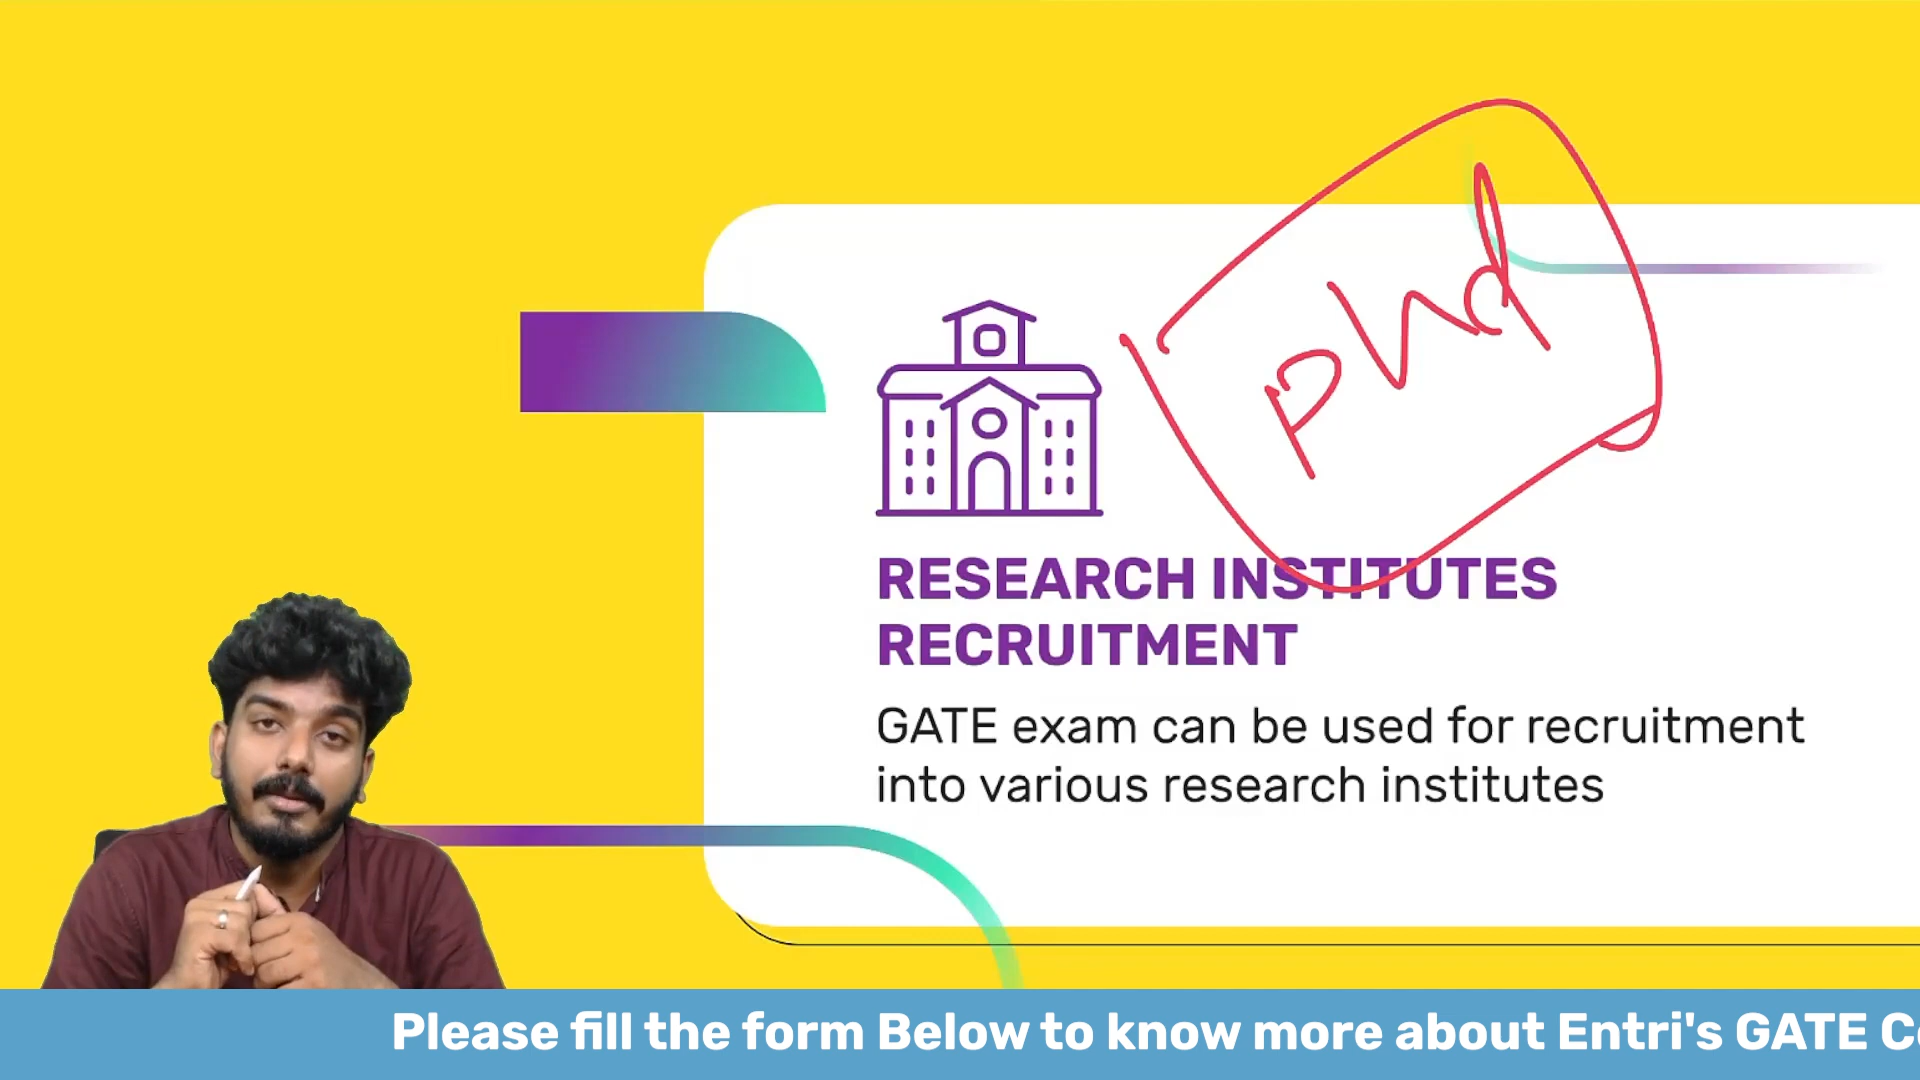 phd
RESEARCH INSTITUTES
RECRUITMENT
GATE exam can be used for recruitment
into various research institutes
Please fill the form Below to know more about Entri's GATE